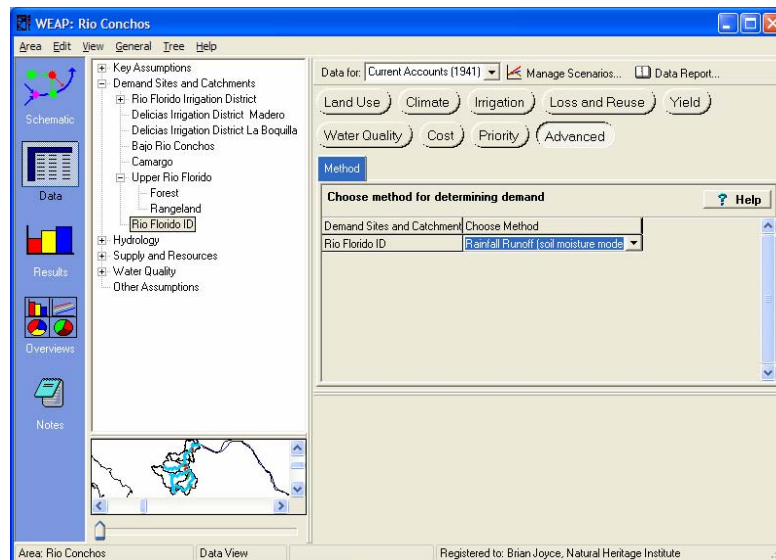 WEAP: Rio Conchos
Area Edit View General Tree Help
Schematic
Data
Results
Overviews
Notes
Key Assumptions
Demand Sites and Catchments
Rio Florido Irrigation District
Delicias Irrigation District Madero
Delicias Irrigation District La Boquilla
Bajo Rio Conchos
Camargo
Upper Rio Florido
Forest
Rangeland
Rio Florido ID
Hydrology
Supply and Resources
Water Quality
Other Assumptions
Data for: Current Accounts (1941) Manage Scenarios... Data Report...
Land Use Climate Irrigation Loss and Reuse Yield
Water Quality Cost Priority Advanced
Method
Choose method for determining demand ? Help
Demand Sites and Catchment Choose Method
Rio Florido ID Rainfall Runoff (soil moisture mode
Area: Rio Conchos Data View Registered to: Brian Joyce, Natural Heritage Institute